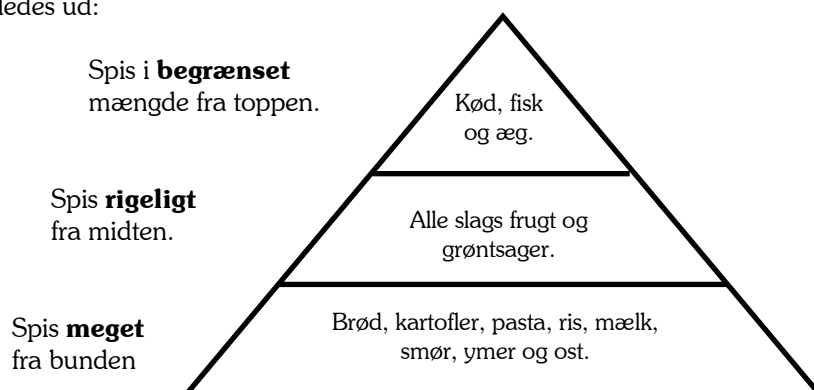 ledes ud:
Spis i begrænset
mængde fra toppen.
Kød, fisk
og æg.
Spis rigeligt
fra midten.
Alle slags frugt og
grøntsager.
Spis meget
fra bunden
Brød, kartofler, pasta, ris, mælk,
smør, ymer og ost.